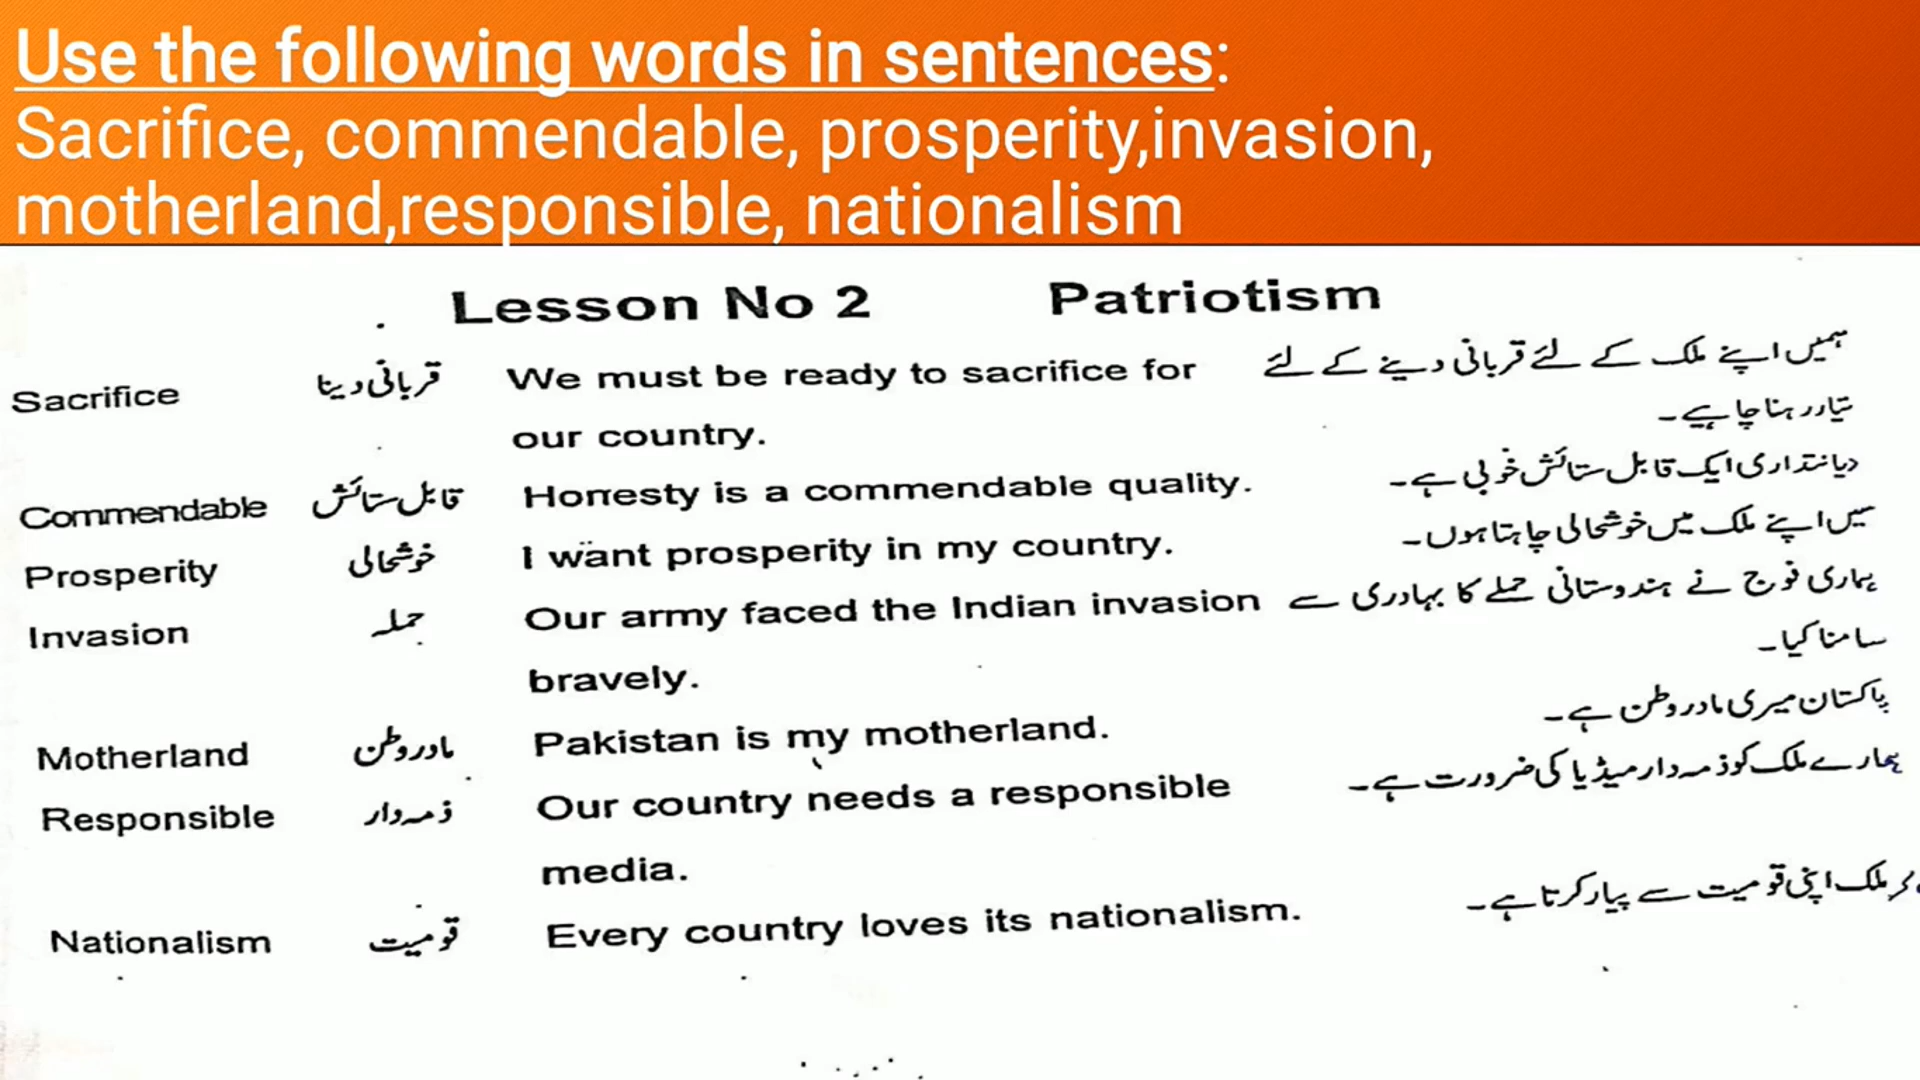 Use the following words in sentences:
Sacrifice, commendable, prosperity,invasion,
motherland,responsible, nationalism
Lesson No 2 Patriotism
Sacrifice قربانی دینا We must be ready to sacrifice for ہمیں اپنے ملک کے لئے قربانی دینے کے لئے
our country. تیار رہنا چاہیے۔
Commendable قابل ستائش Honesty is a commendable quality. دیانتداری ایک قابل ستائش خوبی ہے۔
Prosperity خوشحالی I want prosperity in my country. میں اپنے ملک میں خوشحالی چاہتا ہوں۔
Invasion حملہ Our army faced the Indian invasion ہماری فوج نے ہندوستانی حملے کا بہادری سے
bravely. سامنا کیا۔
Motherland مادر وطن Pakistan is my motherland. پاکستان میری مادر وطن ہے۔
Responsible ذمہ دار Our country needs a responsible ہمارے ملک کو ذمہ دار میڈیا کی ضرورت ہے۔
media.
Nationalism قومیت Every country loves its nationalism. ہر ملک اپنی قومیت سے پیار کرتا ہے۔